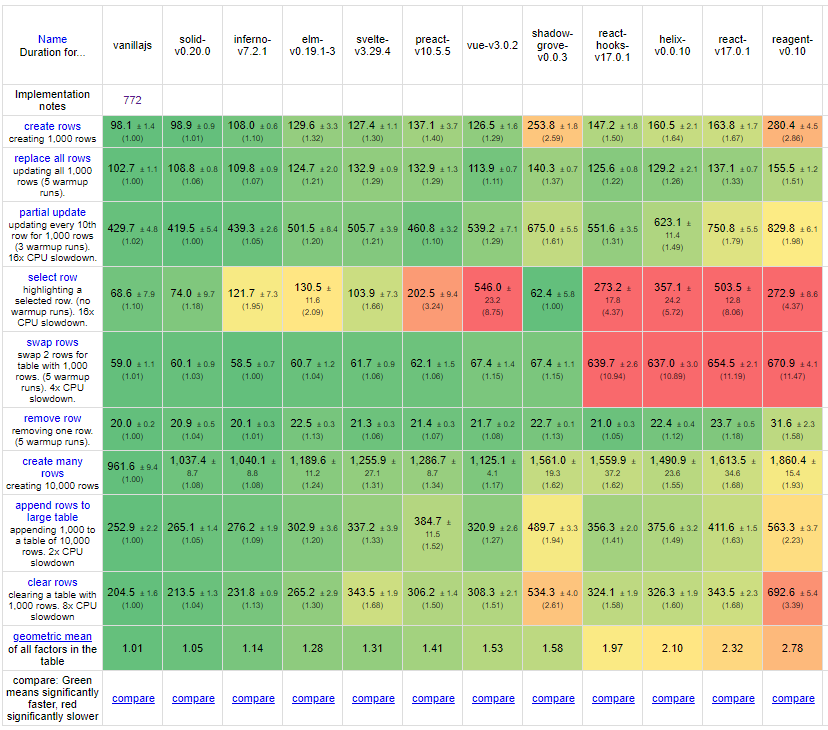 Name
Duration for...
vanillajs
solid-
v0.20.0
inferno-
v7.2.1
elm-
v0.19.1-3
svelte-
v3.29.4
preact-
v10.5.5
vue-v3.0.2
shadow-
grove-
v0.0.3
react-
hooks-
v17.0.1
helix-
v0.0.10
react-
v17.0.1
reagent-
v0.10
Implementation
notes
772
create rows
creating 1,000 rows
98.1 ± 1.4
(1.00)
98.9 ± 0.9
(1.01)
108.0 ± 0.6
(1.10)
129.6 ± 3.3
(1.32)
127.4 ± 1.1
(1.30)
137.1 ± 3.7
(1.40)
126.5 ± 1.6
(1.29)
253.8 ± 1.8
(2.59)
147.2 ± 1.8
(1.50)
160.5 ± 2.1
(1.64)
163.8 ± 1.7
(1.67)
280.4 ± 4.5
(2.86)
replace all rows
updating all 1,000
rows (5 warmup
runs).
102.7 ± 1.1
(1.00)
108.8 ± 0.8
(1.06)
109.8 ± 0.9
(1.07)
124.7 ± 2.0
(1.21)
132.9 ± 0.9
(1.29)
132.9 ± 1.3
(1.29)
113.9 ± 0.7
(1.11)
140.3 ± 0.7
(1.37)
125.6 ± 0.8
(1.22)
129.2 ± 2.1
(1.26)
137.1 ± 0.7
(1.33)
155.5 ± 1.2
(1.51)
partial update
updating every 10th
row for 1,000 rows
(3 warmup runs).
16x CPU slowdown.
429.7 ± 4.8
(1.02)
419.5 ± 5.4
(1.00)
439.3 ± 2.6
(1.05)
501.5 ± 6.4
(1.20)
505.7 ± 3.9
(1.21)
460.8 ± 3.2
(1.10)
539.2 ± 7.1
(1.29)
675.0 ± 5.5
(1.61)
551.6 ± 3.5
(1.31)
623.1 ±
11.4
(1.49)
750.8 ± 5.5
(1.79)
829.8 ± 6.1
(1.98)
select row
highlighting a
selected row. (no
warmup runs). 16x
CPU slowdown.
68.6 ± 7.9
(1.10)
74.0 ± 9.7
(1.18)
121.7 ± 7.3
(1.95)
130.5 ±
11.6
(2.09)
103.9 ± 7.3
(1.66)
202.5 ± 9.4
(3.24)
546.0 ±
23.2
(8.75)
62.4 ± 5.8
(1.00)
273.2 ±
17.8
(4.37)
357.1 ±
24.2
(5.72)
503.5 ±
12.8
(8.06)
272.9 ± 8.6
(4.37)
swap rows
swap 2 rows for
table with 1,000
rows. (5 warmup
runs). 4x CPU
slowdown.
59.0 ± 1.1
(1.01)
60.1 ± 0.9
(1.03)
58.5 ± 0.7
(1.00)
60.7 ± 1.2
(1.04)
61.7 ± 0.9
(1.06)
62.1 ± 1.5
(1.06)
67.4 ± 1.4
(1.15)
67.4 ± 1.1
(1.15)
639.7 ± 2.6
(10.94)
637.0 ± 3.0
(10.89)
654.5 ± 2.1
(11.19)
670.9 ± 4.1
(11.47)
remove row
removing one row.
(5 warmup runs).
20.0 ± 0.2
(1.00)
20.9 ± 0.5
(1.04)
20.1 ± 0.3
(1.01)
22.5 ± 0.3
(1.13)
21.3 ± 0.3
(1.06)
21.4 ± 0.3
(1.07)
21.7 ± 0.2
(1.08)
22.7 ± 0.1
(1.13)
21.0 ± 0.3
(1.05)
22.4 ± 0.4
(1.12)
23.7 ± 0.5
(1.18)
31.6 ± 2.3
(1.58)
create many
rows
creating 10,000 rows
961.6 ± 9.4
(1.00)
1,037.4 ±
8.7
(1.08)
1,040.1 ±
8.8
(1.08)
1,189.6 ±
11.2
(1.24)
1,255.9 ±
27.1
(1.31)
1,286.7 ±
8.7
(1.34)
1,125.1 ±
4.1
(1.17)
1,561.0 ±
19.3
(1.62)
1,559.9 ±
37.2
(1.62)
1,490.9 ±
23.6
(1.55)
1,613.5 ±
34.6
(1.68)
1,860.4 ±
15.4
(1.93)
append rows to
large table
appending 1,000 to
a table of 10,000
rows. 2x CPU
slowdown
252.9 ± 2.2
(1.00)
265.1 ± 1.4
(1.05)
276.2 ± 1.9
(1.09)
302.9 ± 3.6
(1.20)
337.2 ± 3.9
(1.33)
384.7 ±
11.5
(1.52)
320.9 ± 2.6
(1.27)
489.7 ± 3.3
(1.94)
356.3 ± 2.0
(1.41)
375.6 ± 3.2
(1.49)
411.6 ± 1.5
(1.63)
563.3 ± 3.7
(2.23)
clear rows
clearing a table with
1,000 rows. 8x CPU
slowdown
204.5 ± 1.6
(1.00)
213.5 ± 1.3
(1.04)
231.8 ± 0.9
(1.13)
265.2 ± 2.9
(1.30)
343.5 ± 1.9
(1.68)
306.2 ± 1.4
(1.50)
308.3 ± 2.1
(1.51)
534.3 ± 4.0
(2.61)
324.1 ± 1.9
(1.58)
326.3 ± 1.9
(1.60)
343.5 ± 2.3
(1.68)
692.6 ± 5.4
(3.39)
geometric mean
of all factors in the
table
1.01
1.05
1.14
1.28
1.31
1.41
1.53
1.58
1.97
2.10
2.32
2.78
compare: Green
means significantly
faster, red
significantly slower
compare
compare
compare
compare
compare
compare
compare
compare
compare
compare
compare
compare